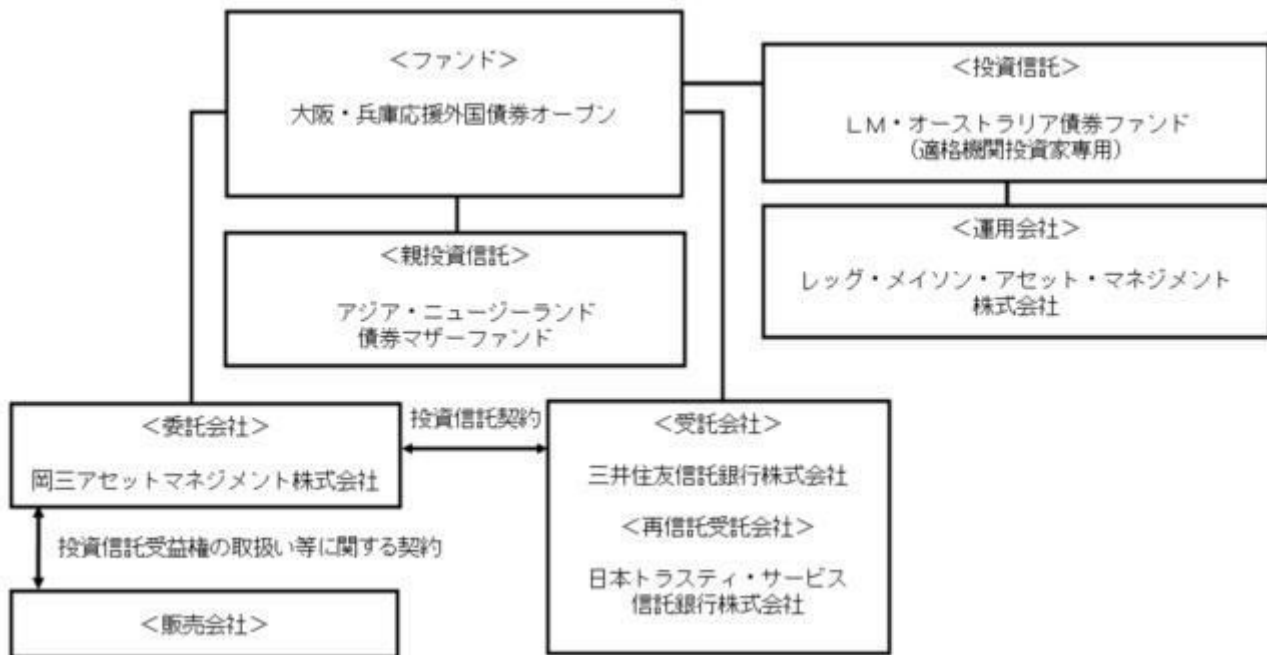 ＜ファンド＞
大阪・兵庫応援外国債券オープン
＜投資信託＞
ＬＭ・オーストラリア債券ファンド
（適格機関投資家専用）
＜運用会社＞
レッグ・メイソン・アセット・マネジメント
株式会社
＜親投資信託＞
アジア・ニュージーランド
債券マザーファンド
＜委託会社＞
岡三アセットマネジメント株式会社
投資信託契約
＜受託会社＞
三井住友信託銀行株式会社
＜再信託受託会社＞
日本トラスティ・サービス
信託銀行株式会社
投資信託受益権の取扱い等に関する契約
＜販売会社＞